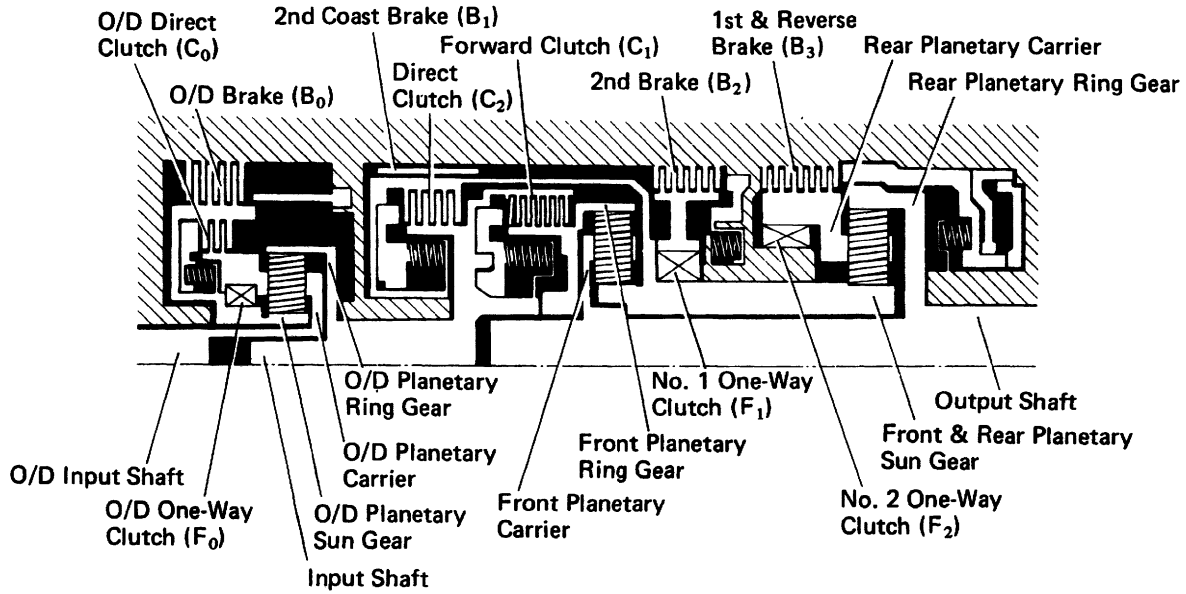 O/D Direct
Clutch (C₀)
2nd Coast Brake (B₁)
Forward Clutch (C₁)
1st & Reverse
Brake (B₃)
Rear Planetary Carrier
Direct
Clutch (C₂)
2nd Brake (B₂)
Rear Planetary Ring Gear
O/D Brake (B₀)
O/D Planetary
Ring Gear
No. 1 One-Way
Clutch (F₁)
Output Shaft
O/D Input Shaft
O/D Planetary
Carrier
Front Planetary
Ring Gear
Front & Rear Planetary
Sun Gear
O/D One-Way
Clutch (F₀)
O/D Planetary
Sun Gear
Front Planetary
Carrier
No. 2 One-Way
Clutch (F₂)
Input Shaft